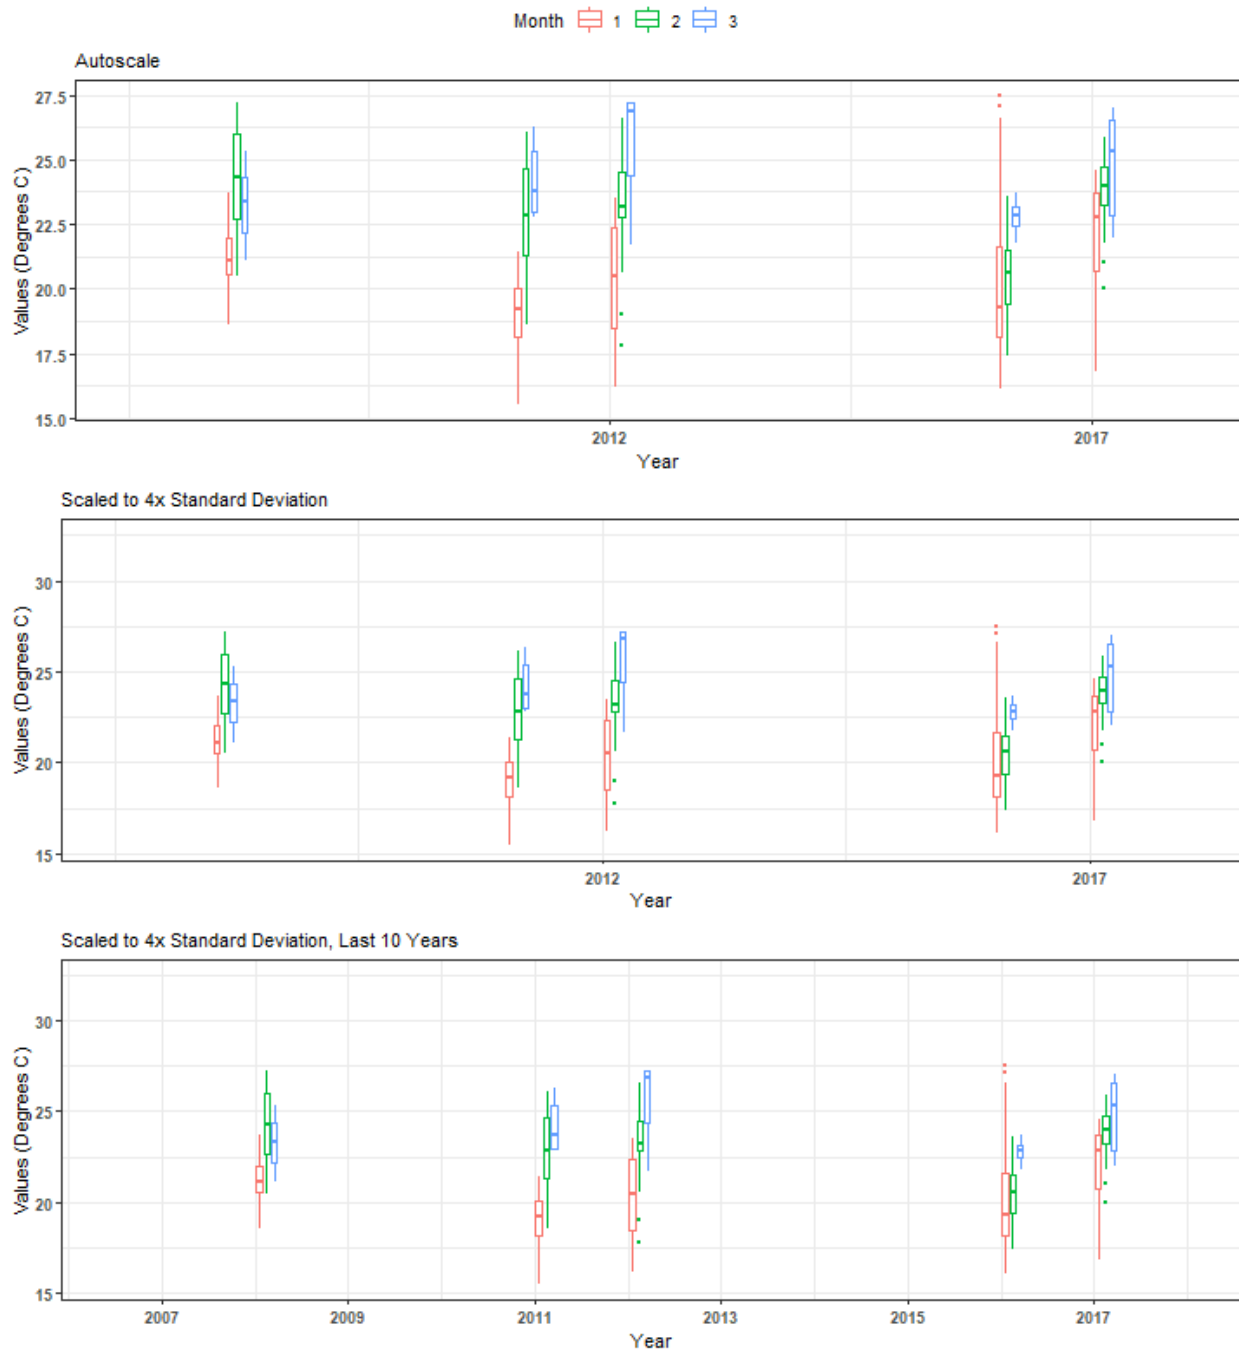 Month 1 2 3
Autoscale
27.5
25.0
22.5
20.0
17.5
15.0
Values (Degrees C)
2012 2017
Year
Scaled to 4x Standard Deviation
30
25
20
15
Values (Degrees C)
2012 2017
Year
Scaled to 4x Standard Deviation, Last 10 Years
30
25
20
15
Values (Degrees C)
2007 2009 2011 2013 2015 2017
Year